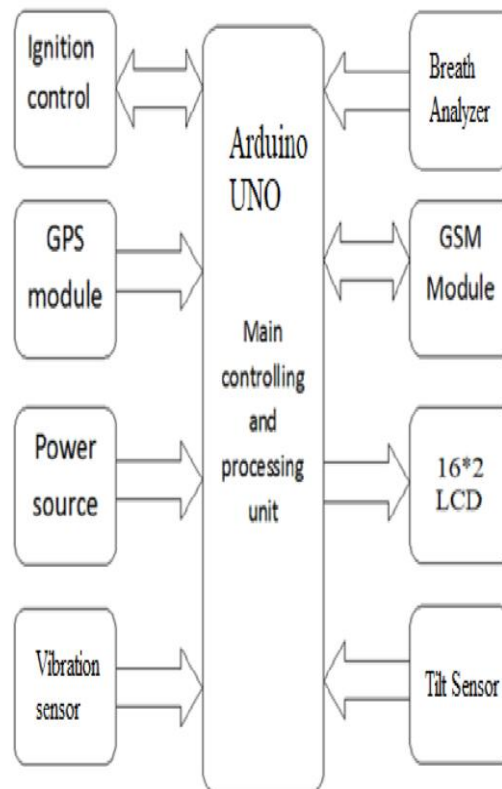 Ignition
control
GPS
module
Power
source
Vibration
sensor
Arduino
UNO
Main
controlling
and
processing
unit
Breath
Analyzer
GSM
Module
16*2
LCD
Tilt Sensor